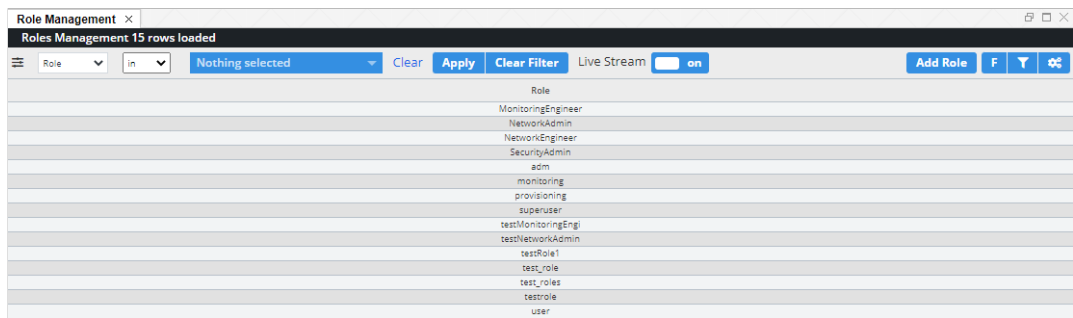 Role Management ×
Roles Management 15 rows loaded
Role in Nothing selected Clear Apply Clear Filter Live Stream on Add Role F
Role
MonitoringEngineer
NetworkAdmin
NetworkEngineer
SecurityAdmin
adm
monitoring
provisioning
superuser
testMonitoringEngi
testNetworkAdmin
testRole1
test_role
test_roles
testrole
user